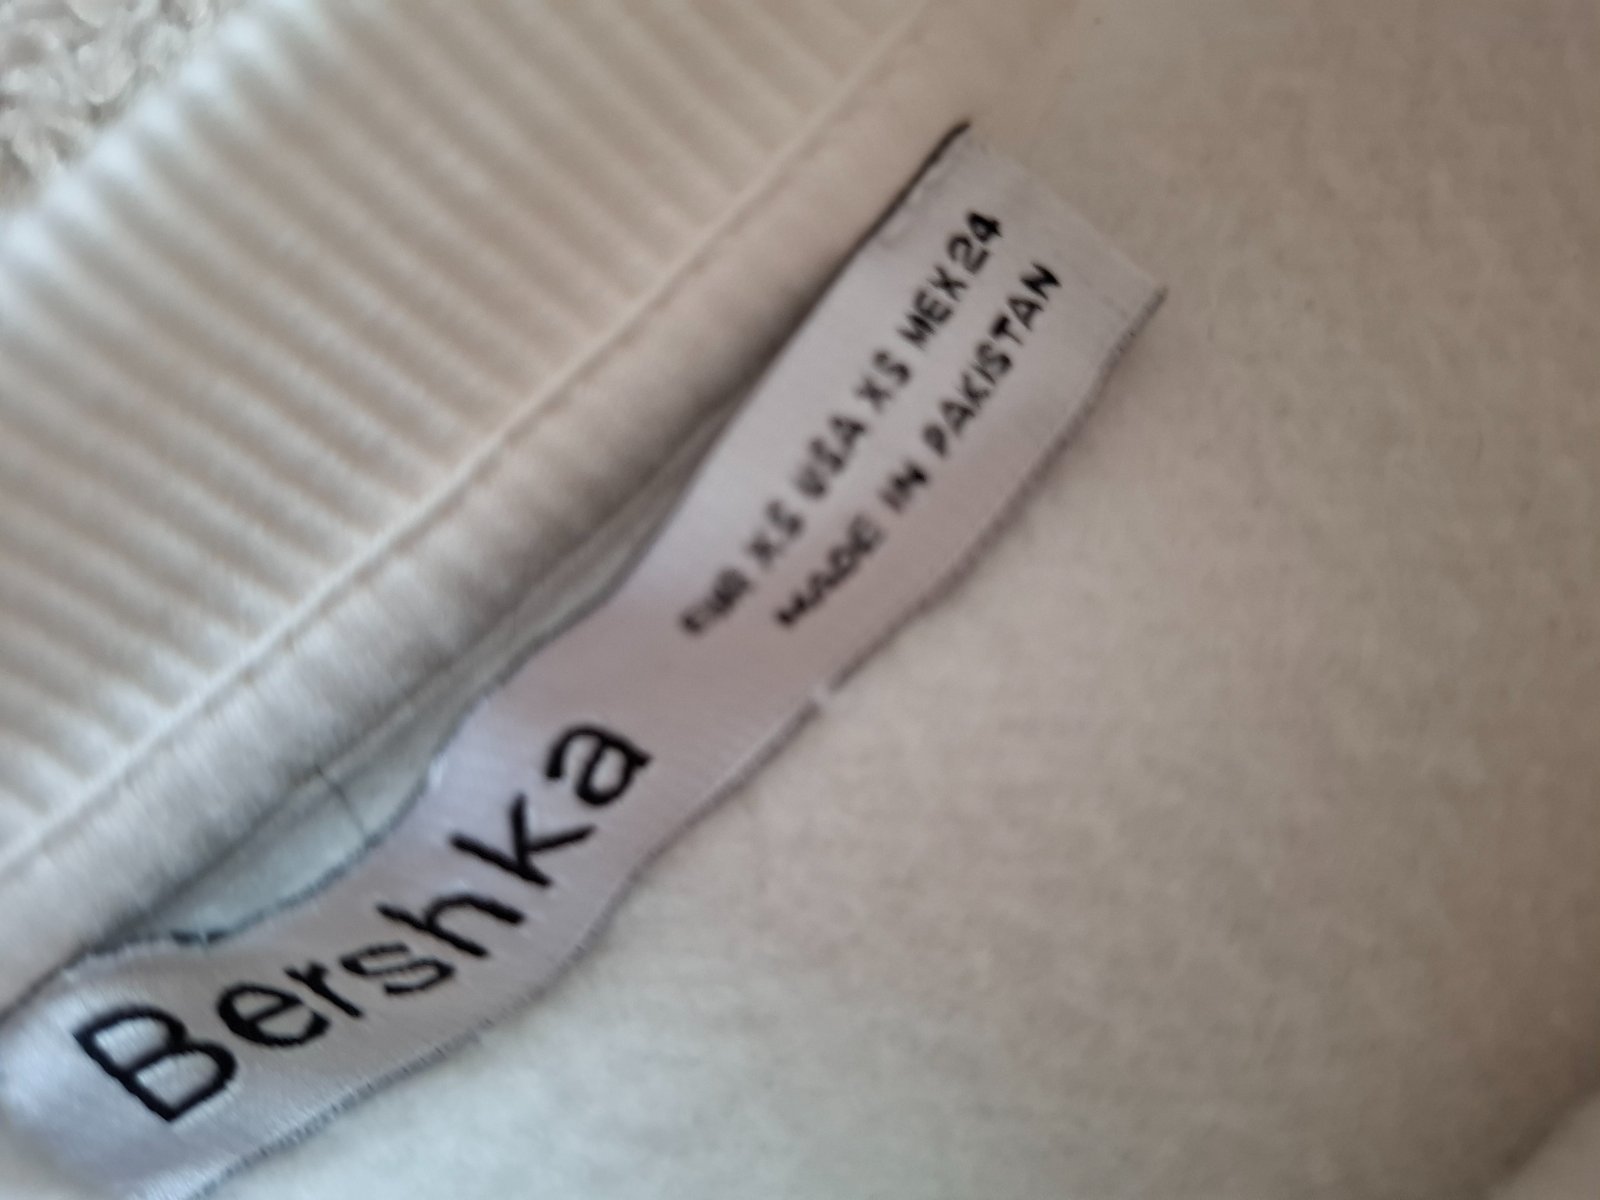 Bershka
EUR XS USA XS MEX 24
MADE IN PAKISTAN